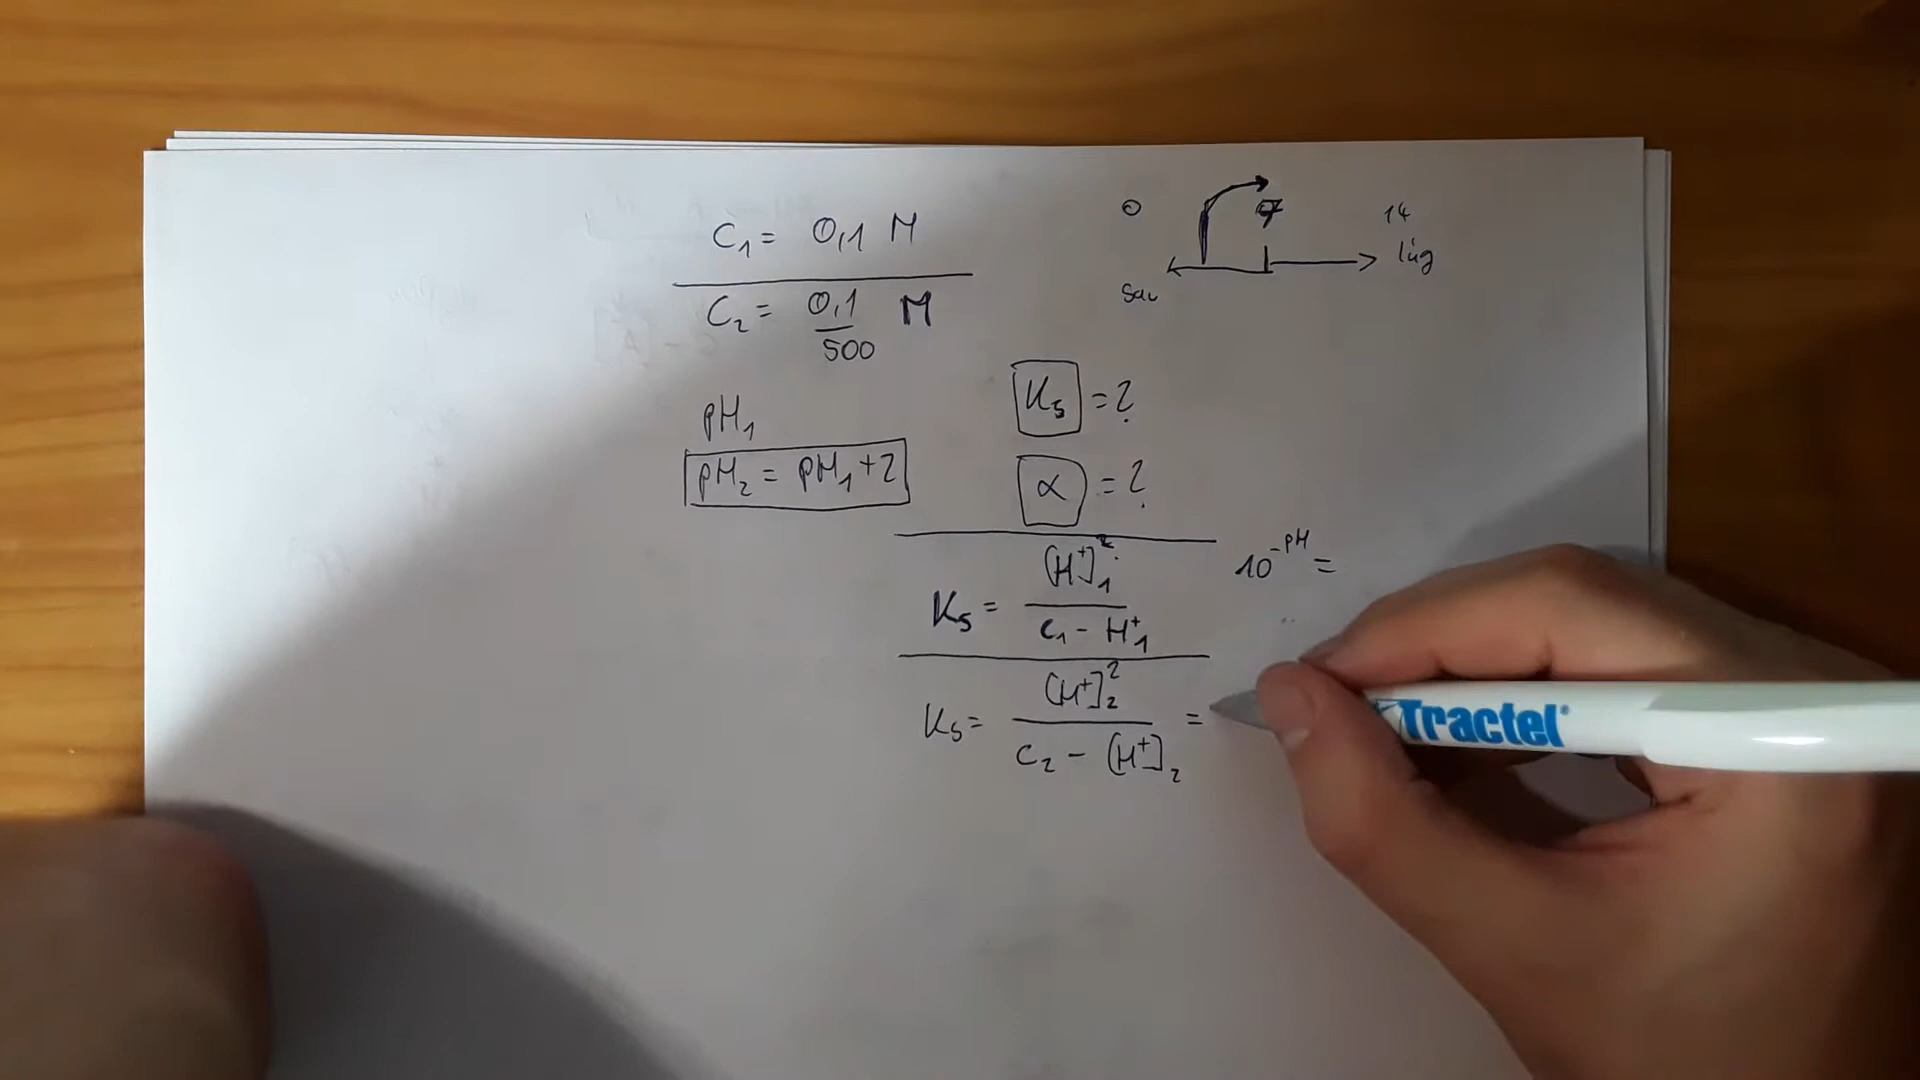 C₁ = 0,1 M
C₂ = 0,1/500 M
0 7 14
sau lúg
pH₁
pH₂ = pH₁+2
Ks = ?
α = ?
Ks = [H⁺]₁² / c₁ - H⁺₁
10^-pH =
Ks = [H⁺]₂² / c₂ - [H⁺]₂ =
Tractel®